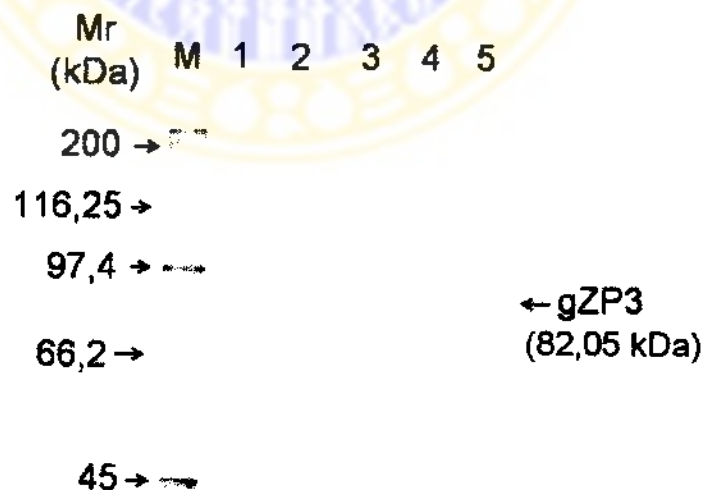 Mr
(kDa)
M 1 2 3 4 5
200 →
116,25 →
97,4 →
← gZP3
(82,05 kDa)
66,2 →
45 →